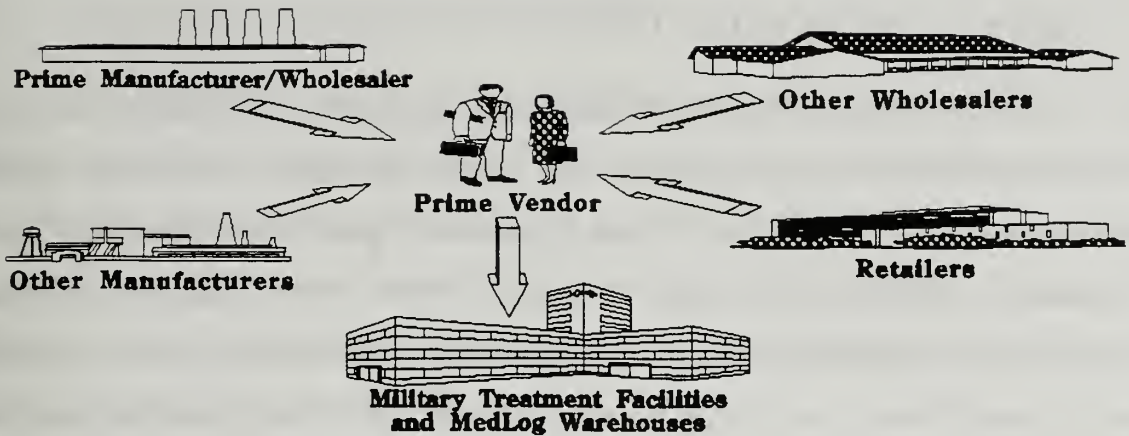 Prime Manufacturer/Wholesaler
Other Wholesalers
Prime Vendor
Other Manufacturers
Retailers
Military Treatment Facilities
and MedLog Warehouses